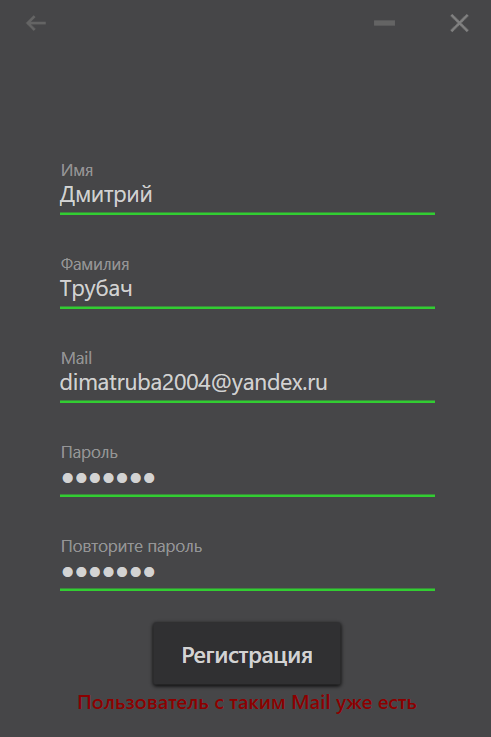 Имя
Дмитрий
Фамилия
Трубач
Mail
dimatruba2004@yandex.ru
Пароль
●●●●●●●
Повторите пароль
●●●●●●●
Регистрация
Пользователь с таким Mail уже есть